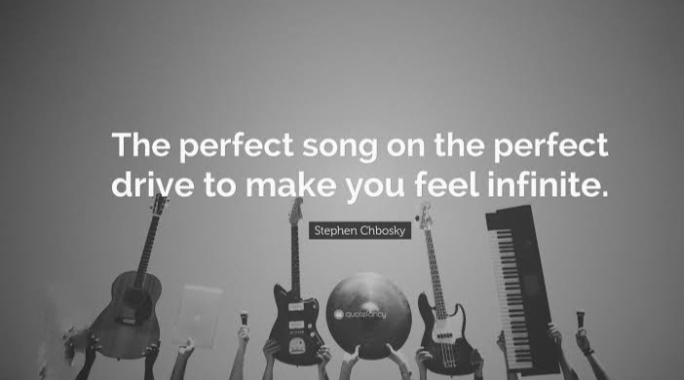 The perfect song on the perfect
drive to make you feel infinite.
Stephen Chbosky
quotefancy